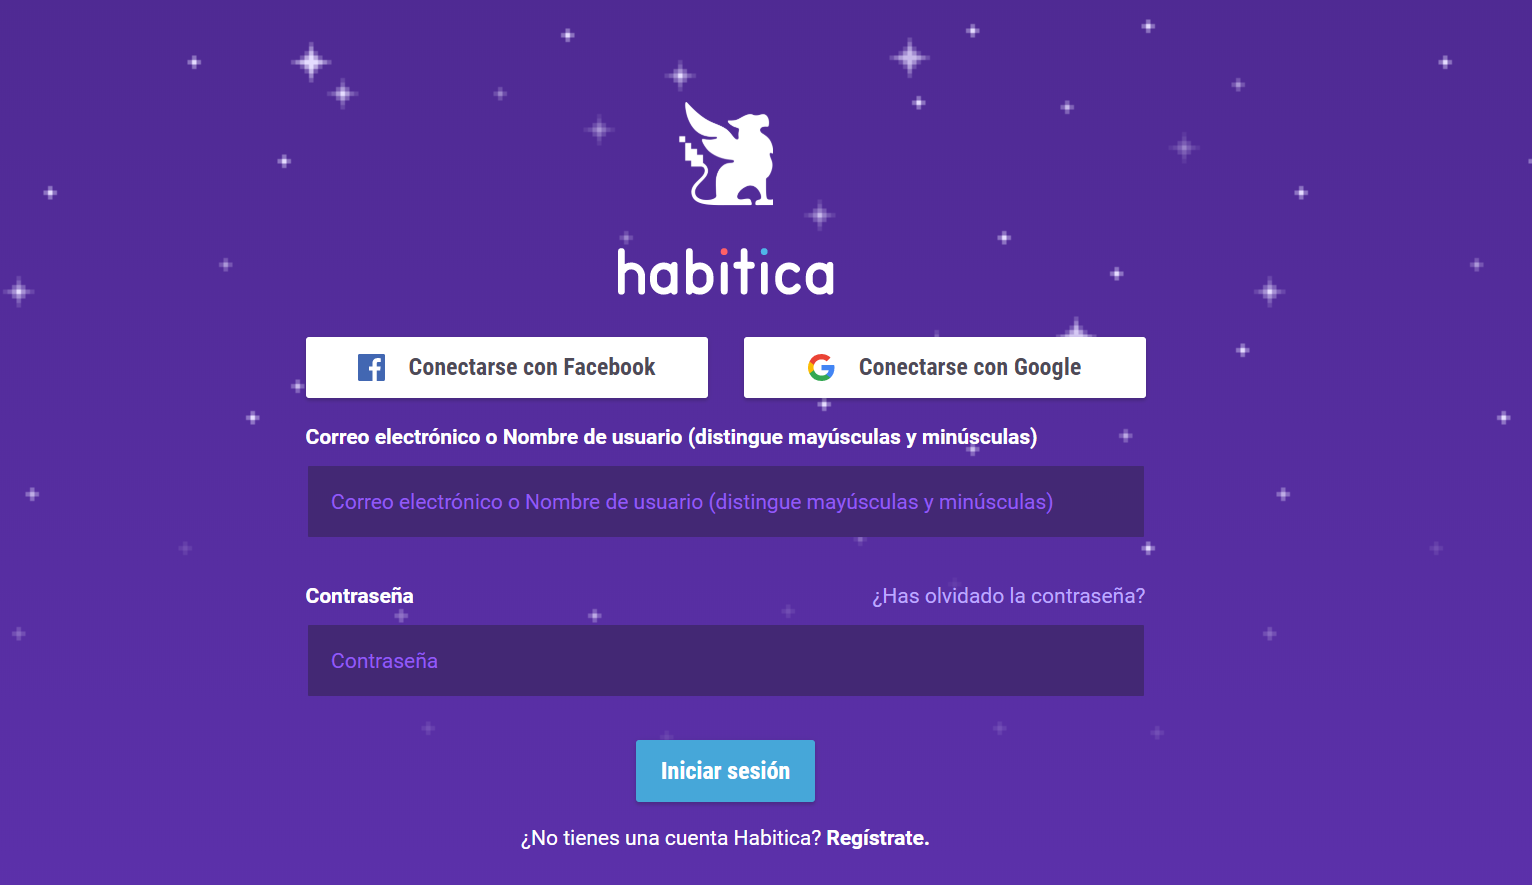 habitica
Conectarse con Facebook
Conectarse con Google
Correo electrónico o Nombre de usuario (distingue mayúsculas y minúsculas)
Correo electrónico o Nombre de usuario (distingue mayúsculas y minúsculas)
Contraseña
¿Has olvidado la contraseña?
Contraseña
Iniciar sesión
¿No tienes una cuenta Habitica? Regístrate.